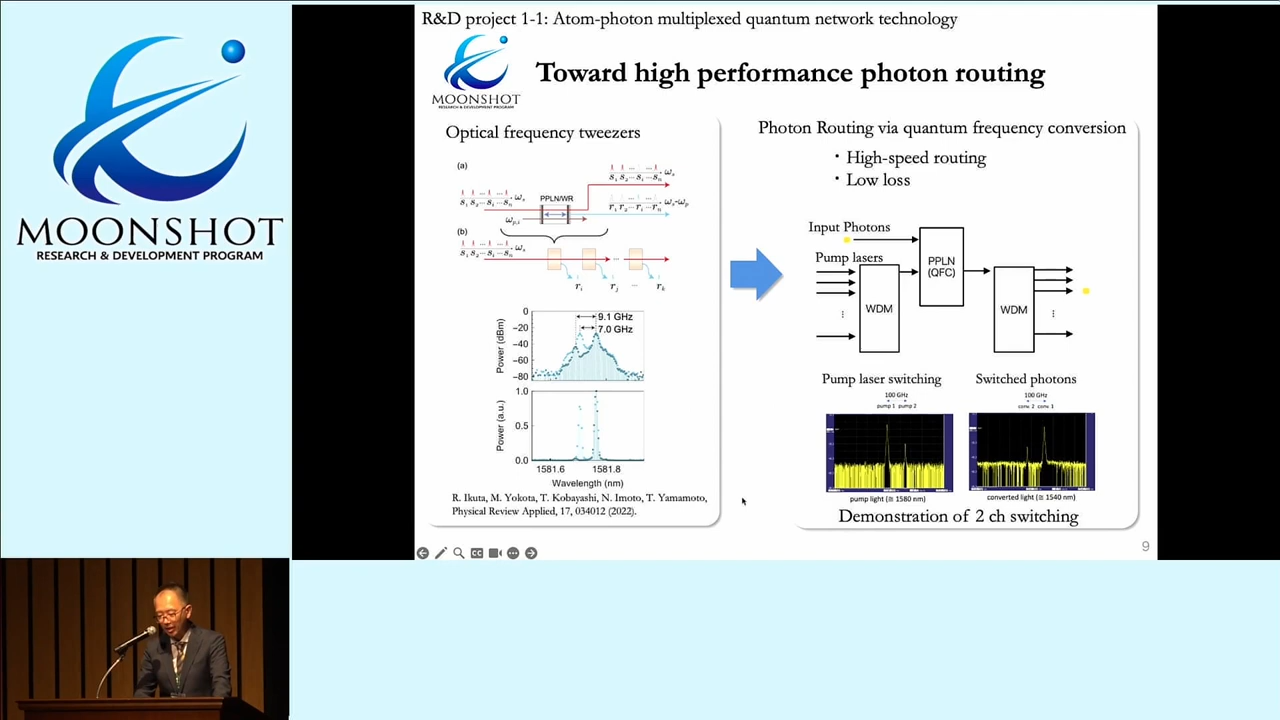 MOONSHOT
RESEARCH & DEVELOPMENT PROGRAM
R&D project 1-1: Atom-photon multiplexed quantum network technology
MOONSHOT
RESEARCH & DEVELOPMENT PROGRAM
Toward high performance photon routing
Optical frequency tweezers
(a)
PPLN/WR
(b)
9.1 GHz
7.0 GHz
Power (dBm)
0
−20
−40
−60
−80
Power (a.u.)
1.0
0.5
0.0
1581.6 1581.8
Wavelength (nm)
R. Ikuta, M. Yokota, T. Kobayashi, N. Imoto, T. Yamamoto,
Physical Review Applied, 17, 034012 (2022).
Photon Routing via quantum frequency conversion
・ High-speed routing
・ Low loss
Input Photons
Pump lasers
WDM
PPLN
(QFC)
WDM
Pump laser switching
100 GHz
pump 1 pump 2
pump light (≅ 1580 nm)
Switched photons
100 GHz
conv. 2 conv. 1
converted light (≅ 1540 nm)
Demonstration of 2 ch switching
CC
9